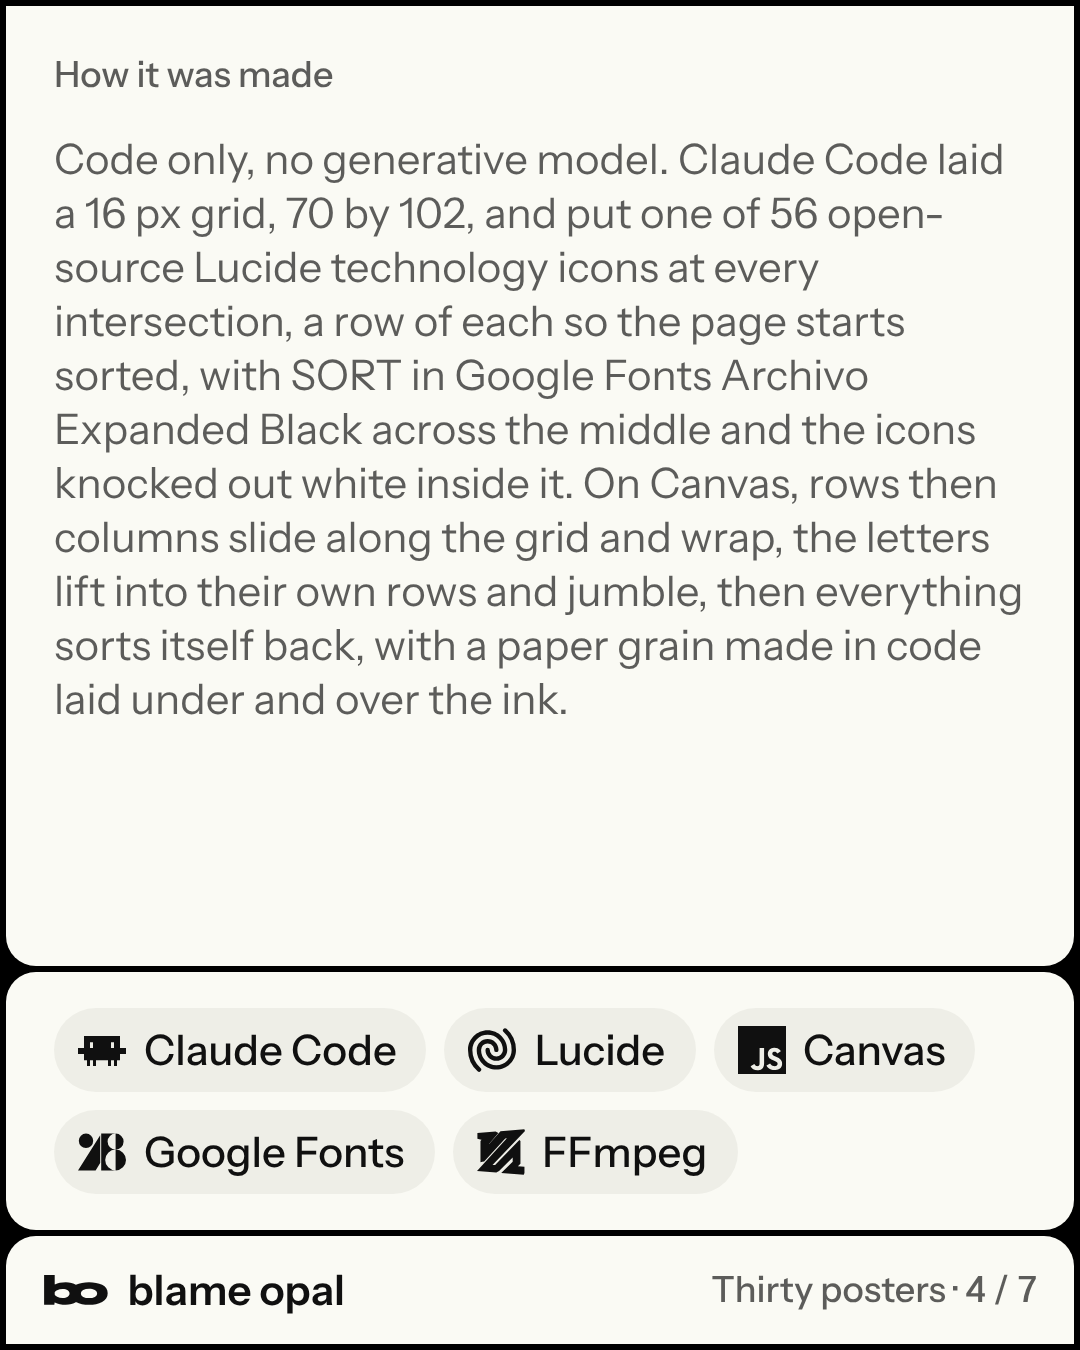 How it was made
Code only, no generative model. Claude Code laid
a 16 px grid, 70 by 102, and put one of 56 open-
source Lucide technology icons at every
intersection, a row of each so the page starts
sorted, with SORT in Google Fonts Archivo
Expanded Black across the middle and the icons
knocked out white inside it. On Canvas, rows then
columns slide along the grid and wrap, the letters
lift into their own rows and jumble, then everything
sorts itself back, with a paper grain made in code
laid under and over the ink.
Claude Code
Lucide
JS Canvas
Google Fonts
FFmpeg
bo blame opal
Thirty posters · 4 / 7